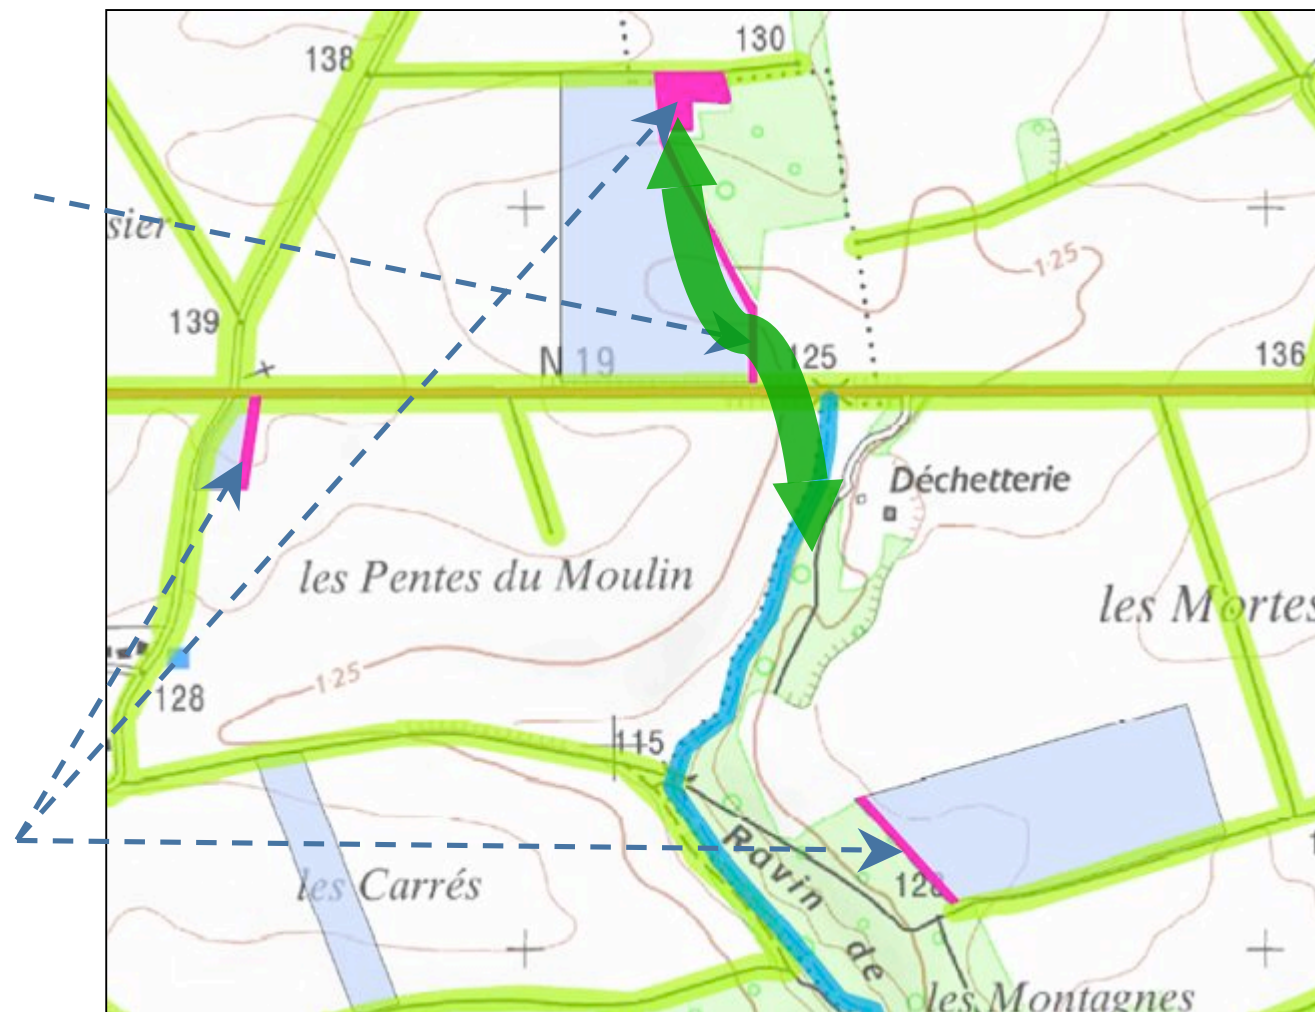 130
138
sier
125
139
N 19
125
136
Déchetterie
les Pentes du Moulin
les Mortes
125
128
115
Ravin
de
les Carrés
les Montagnes